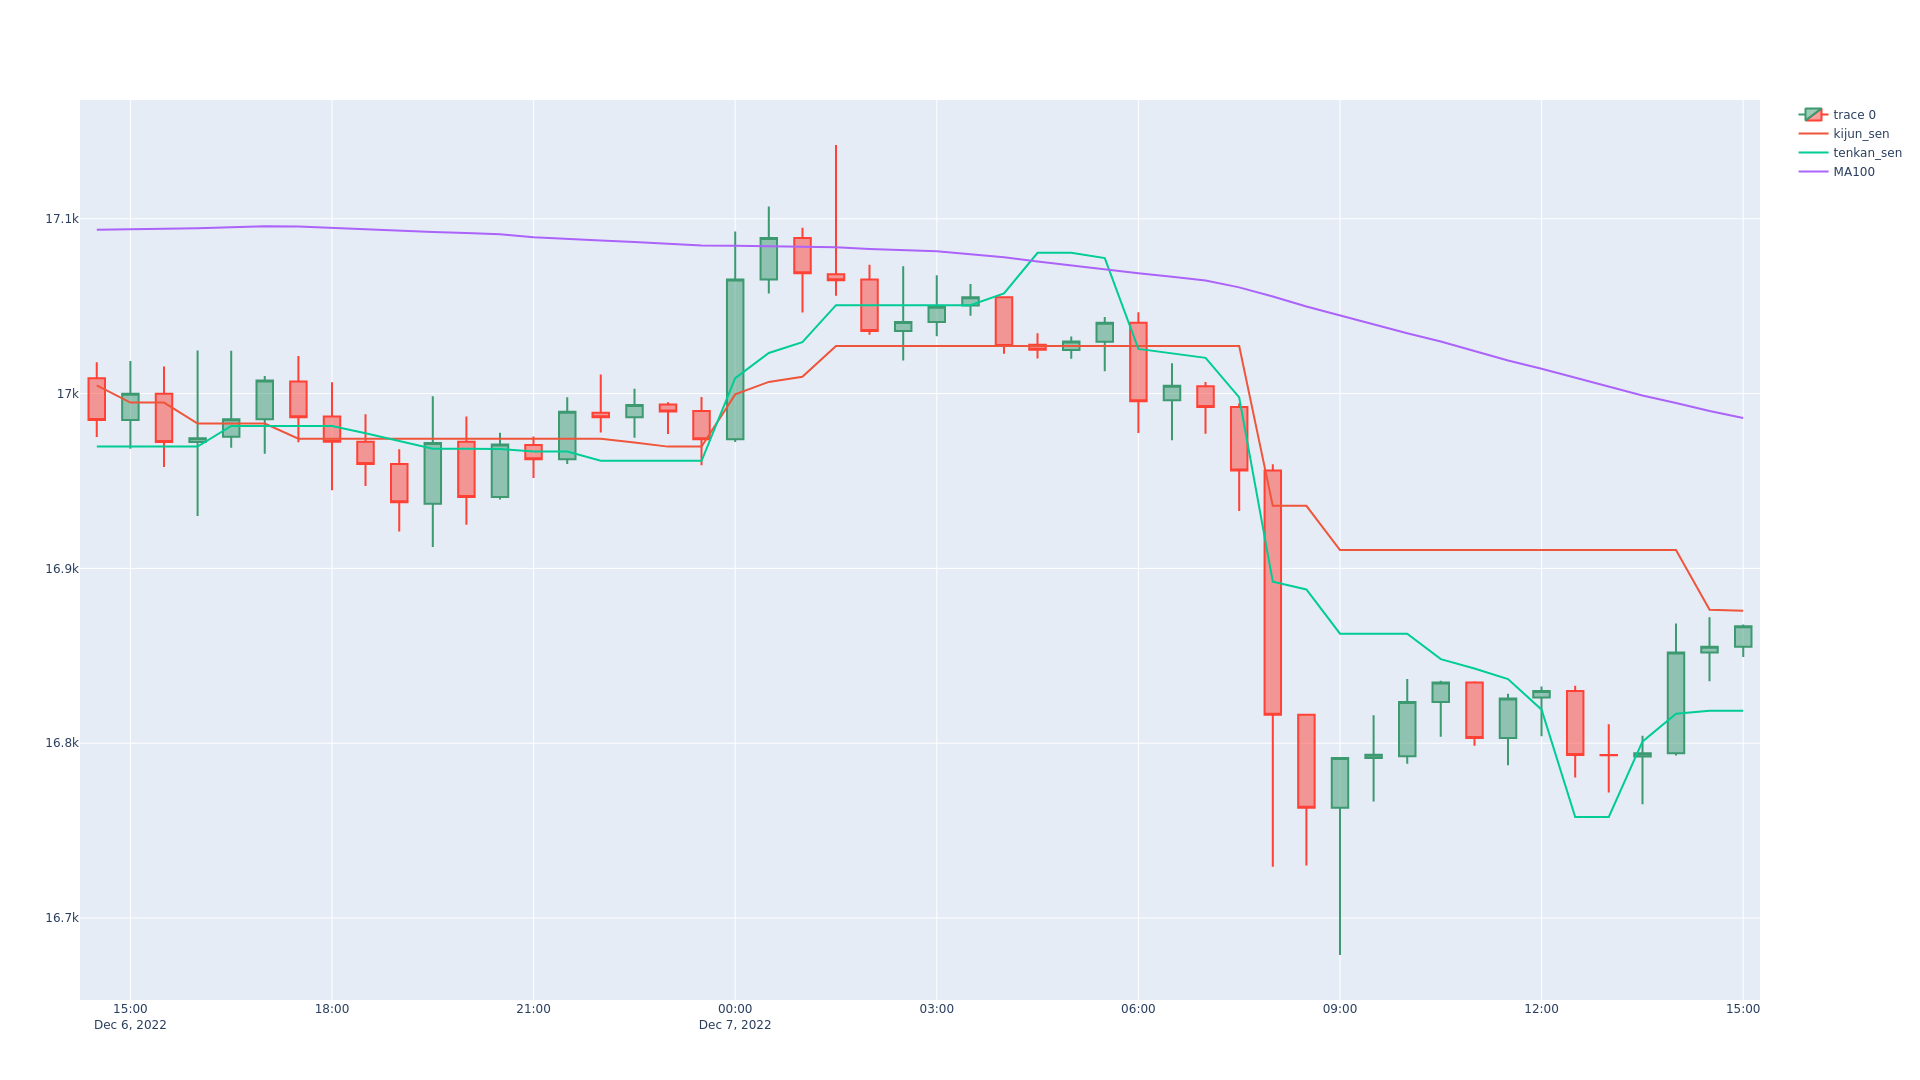 trace 0
kijun_sen
tenkan_sen
MA100
17.1k
17k
16.9k
16.8k
16.7k
15:00 18:00 21:00 00:00 03:00 06:00 09:00 12:00 15:00
Dec 6, 2022 Dec 7, 2022